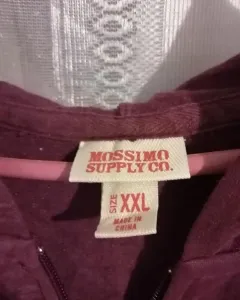 MOSSIMO
SUPPLY CO.
SIZE XXL
MADE IN
CHINA